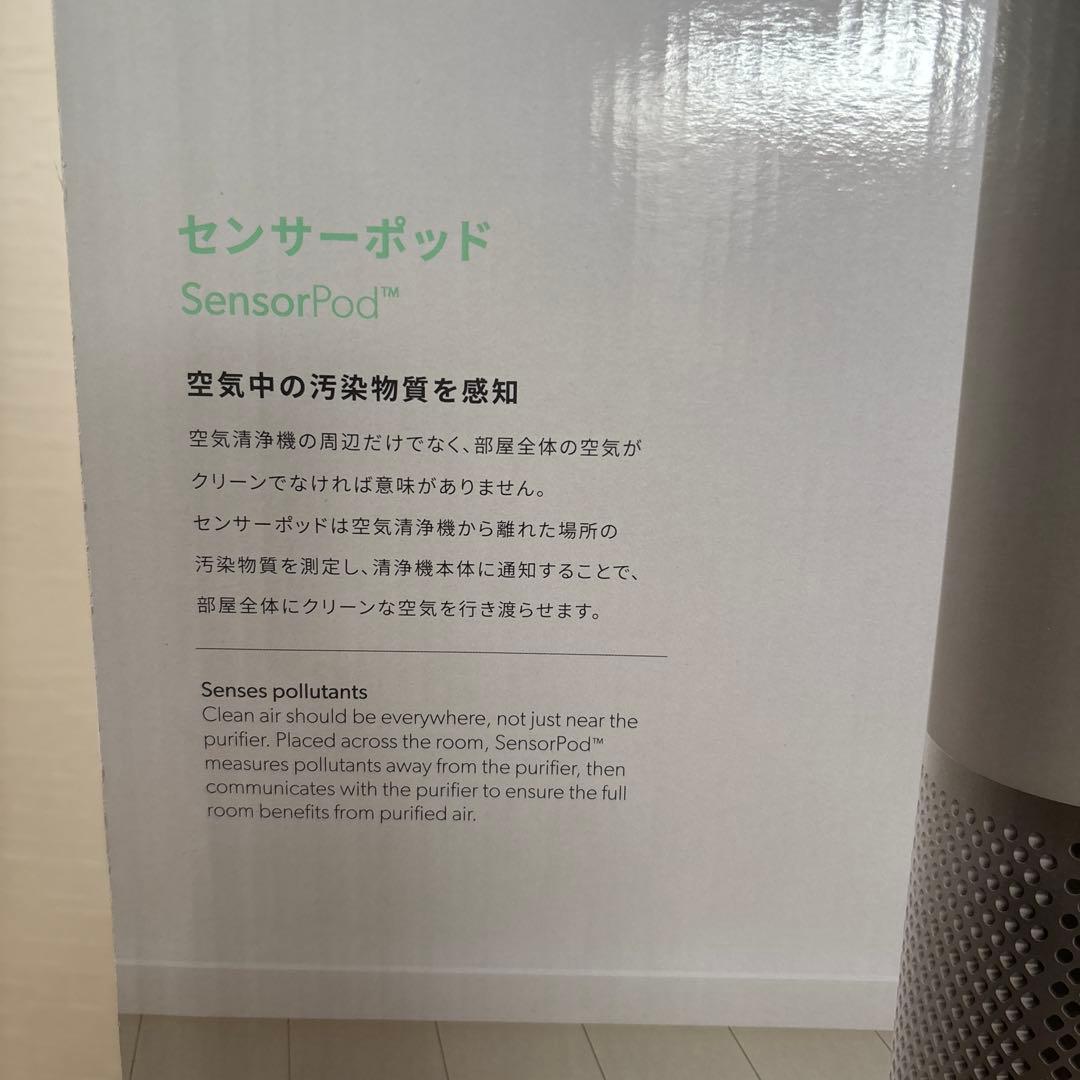 センサーポッド
SensorPod™
空気中の汚染物質を感知
空気清浄機の周辺だけでなく、部屋全体の空気が
クリーンでなければ意味がありません。
センサーポッドは空気清浄機から離れた場所の
汚染物質を測定し、清浄機本体に通知することで、
部屋全体にクリーンな空気を行き渡らせます。
Senses pollutants
Clean air should be everywhere, not just near the
purifier. Placed across the room, SensorPod™
measures pollutants away from the purifier, then
communicates with the purifier to ensure the full
room benefits from purified air.